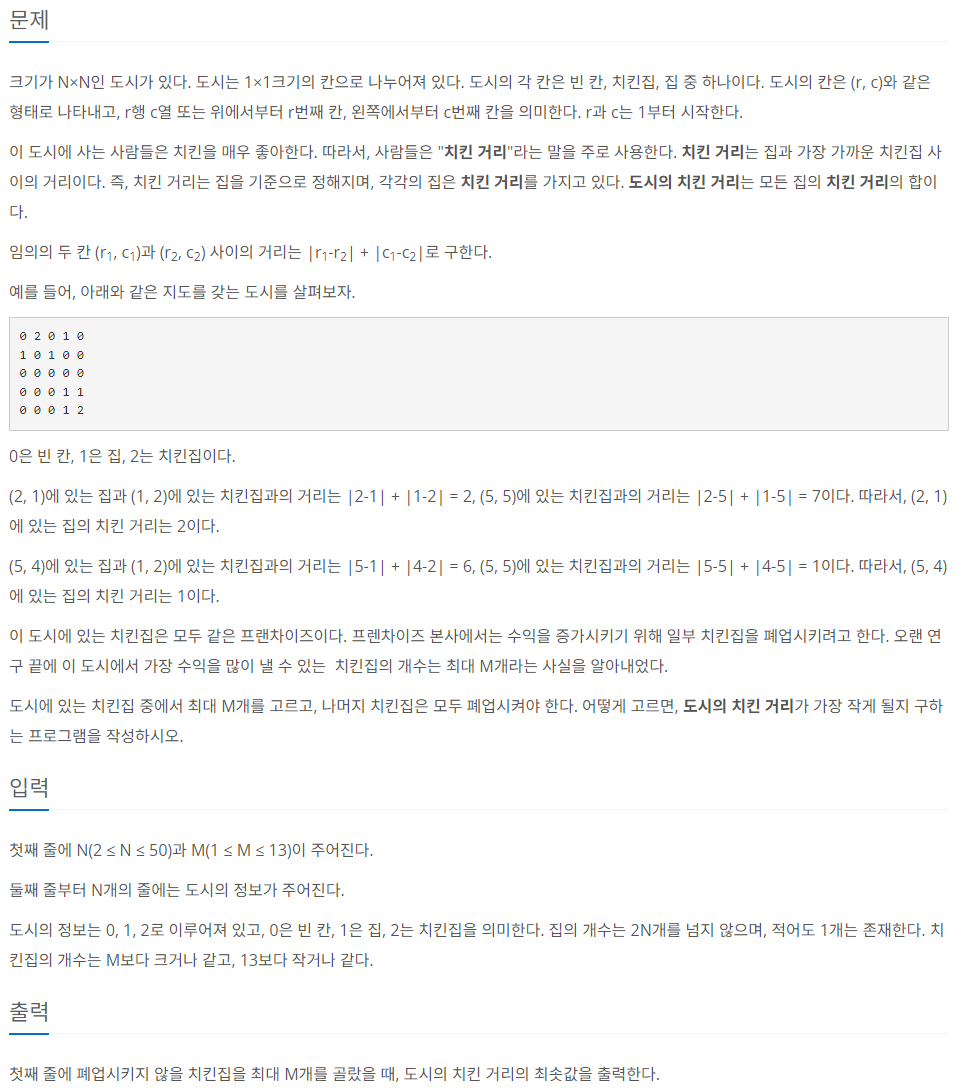 문제
크기가 N×N인 도시가 있다. 도시는 1×1크기의 칸으로 나누어져 있다. 도시의 각 칸은 빈 칸, 치킨집, 집 중 하나이다. 도시의 칸은 (r, c)와 같은
형태로 나타내고, r행 c열 또는 위에서부터 r번째 칸, 왼쪽에서부터 c번째 칸을 의미한다. r과 c는 1부터 시작한다.
이 도시에 사는 사람들은 치킨을 매우 좋아한다. 따라서, 사람들은 "치킨 거리"라는 말을 주로 사용한다. 치킨 거리는 집과 가장 가까운 치킨집 사
이의 거리이다. 즉, 치킨 거리는 집을 기준으로 정해지며, 각각의 집은 치킨 거리를 가지고 있다. 도시의 치킨 거리는 모든 집의 치킨 거리의 합이
다.
임의의 두 칸 (r₁, c₁)과 (r₂, c₂) 사이의 거리는 |r₁-r₂| + |c₁-c₂|로 구한다.
예를 들어, 아래와 같은 지도를 갖는 도시를 살펴보자.
0 2 0 1 0
1 0 1 0 0
0 0 0 0 0
0 0 0 1 1
0 0 0 1 2
0은 빈 칸, 1은 집, 2는 치킨집이다.
(2, 1)에 있는 집과 (1, 2)에 있는 치킨집과의 거리는 |2-1| + |1-2| = 2, (5, 5)에 있는 치킨집과의 거리는 |2-5| + |1-5| = 7이다. 따라서, (2, 1)
에 있는 집의 치킨 거리는 2이다.
(5, 4)에 있는 집과 (1, 2)에 있는 치킨집과의 거리는 |5-1| + |4-2| = 6, (5, 5)에 있는 치킨집과의 거리는 |5-5| + |4-5| = 1이다. 따라서, (5, 4)
에 있는 집의 치킨 거리는 1이다.
이 도시에 있는 치킨집은 모두 같은 프랜차이즈이다. 프렌차이즈 본사에서는 수익을 증가시키기 위해 일부 치킨집을 폐업시키려고 한다. 오랜 연
구 끝에 이 도시에서 가장 수익을 많이 낼 수 있는 치킨집의 개수는 최대 M개라는 사실을 알아내었다.
도시에 있는 치킨집 중에서 최대 M개를 고르고, 나머지 치킨집은 모두 폐업시켜야 한다. 어떻게 고르면, 도시의 치킨 거리가 가장 작게 될지 구하
는 프로그램을 작성하시오.
입력
첫째 줄에 N(2 ≤ N ≤ 50)과 M(1 ≤ M ≤ 13)이 주어진다.
둘째 줄부터 N개의 줄에는 도시의 정보가 주어진다.
도시의 정보는 0, 1, 2로 이루어져 있고, 0은 빈 칸, 1은 집, 2는 치킨집을 의미한다. 집의 개수는 2N개를 넘지 않으며, 적어도 1개는 존재한다. 치
킨집의 개수는 M보다 크거나 같고, 13보다 작거나 같다.
출력
첫째 줄에 폐업시키지 않을 치킨집을 최대 M개를 골랐을 때, 도시의 치킨 거리의 최솟값을 출력한다.